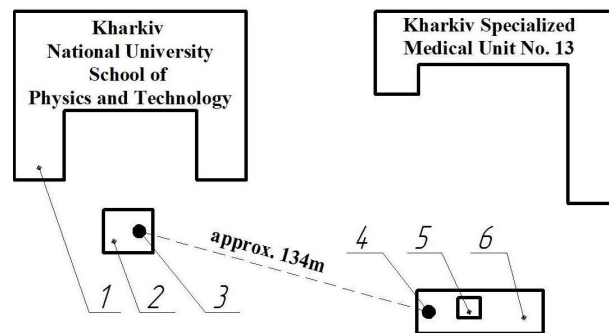 Kharkiv
National University
School of
Physics and Technology
Kharkiv Specialized
Medical Unit No. 13
approx. 134m
1
2
3
4
5
6